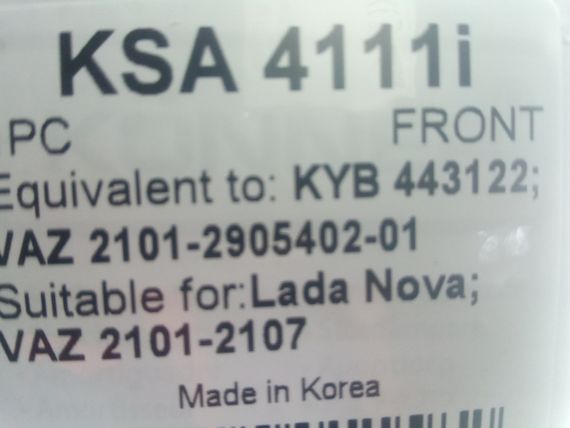 KSA 4111i
1PC FRONT
Equivalent to: KYB 443122;
VAZ 2101-2905402-01
Suitable for:Lada Nova;
VAZ 2101-2107
Made in Korea